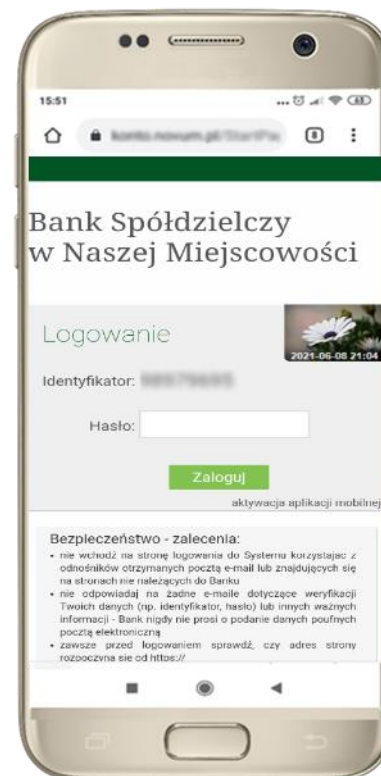 15:51
63
8
Bank Spółdzielczy
w Naszej Miejscowości
Logowanie
2021-06-08 21:04
Identyfikator:
Hasło:
Zaloguj
aktywacja aplikacji mobilnej
Bezpieczeństwo - zalecenia:
• nie wchodź na stronę logowania do Systemu korzystając z
odnośników otrzymanych pocztą e-mail lub znajdujących się
na stronach nie należących do Banku
• nie odpowiadaj na żadne e-maile dotyczące weryfikacji
Twoich danych (np. identyfikator, hasło) lub innych ważnych
informacji - Bank nigdy nie prosi o podanie danych poufnych
pocztą elektroniczną
• zawsze przed logowaniem sprawdź, czy adres strony
rozpoczyna się od https://